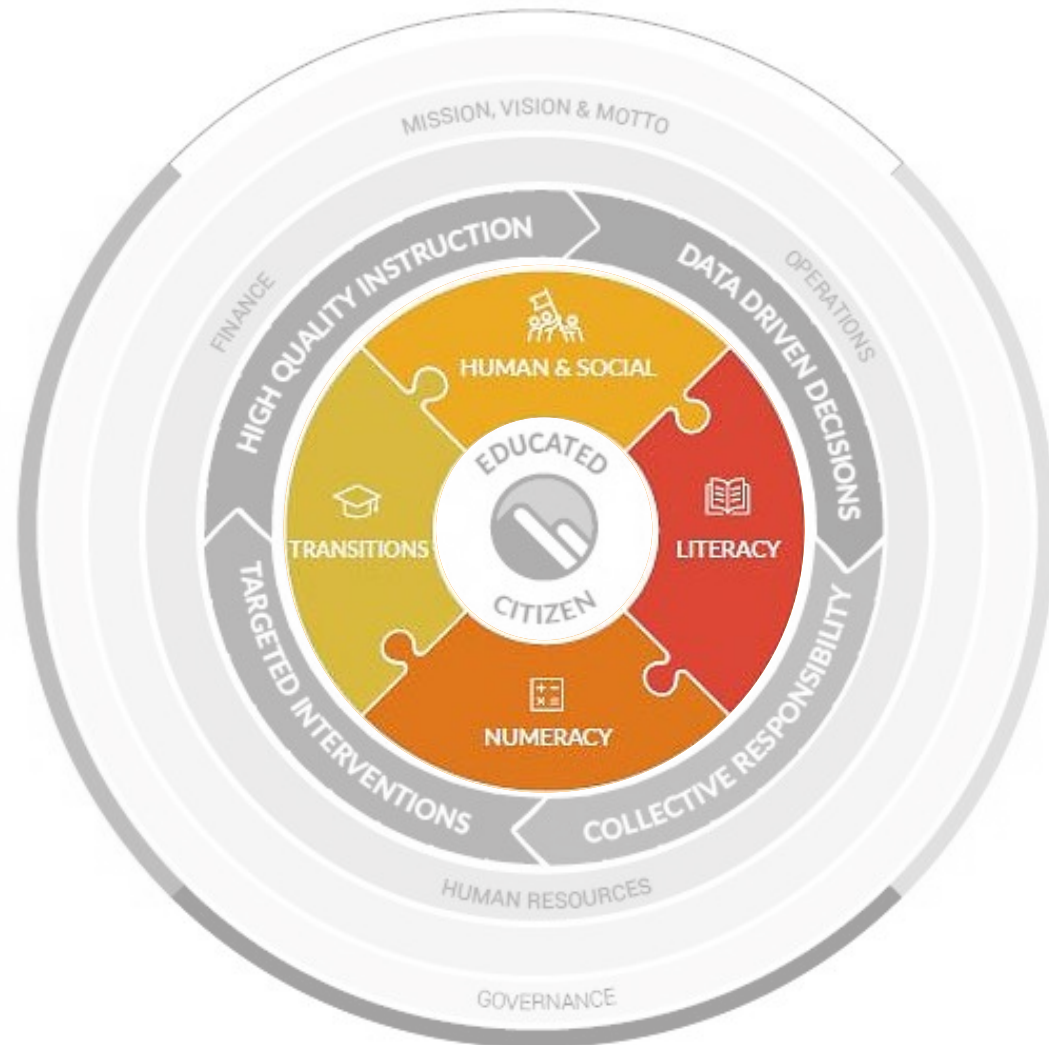 MISSION, VISION & MOTTO
FINANCE
OPERATIONS
HIGH QUALITY INSTRUCTION
DATA DRIVEN DECISIONS
HUMAN & SOCIAL
EDUCATED
CITIZEN
TRANSITIONS
LITERACY
NUMERACY
TARGETED INTERVENTIONS
COLLECTIVE RESPONSIBILITY
HUMAN RESOURCES
GOVERNANCE